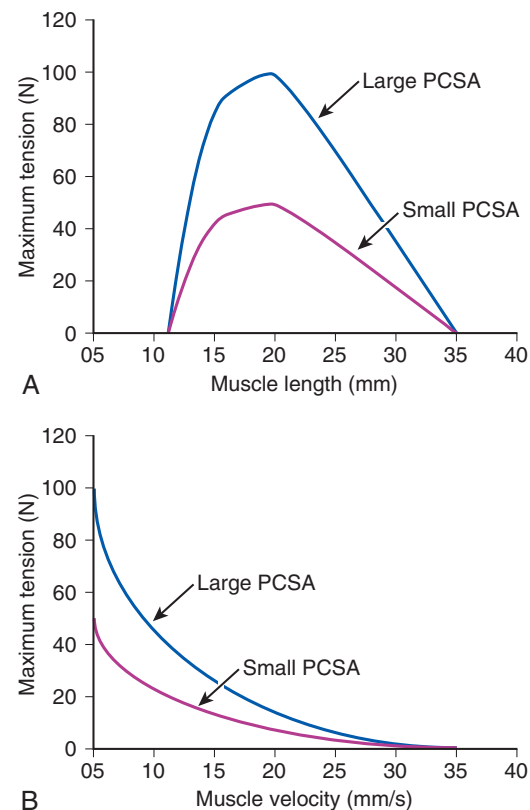 Maximum tension (N)
120
100
80
60
40
20
0
Large PCSA
Small PCSA
05 10 15 20 25 30 35 40
Muscle length (mm)
A
Maximum tension (N)
120
100
80
60
40
20
0
Large PCSA
Small PCSA
05 10 15 20 25 30 35 40
Muscle velocity (mm/s)
B